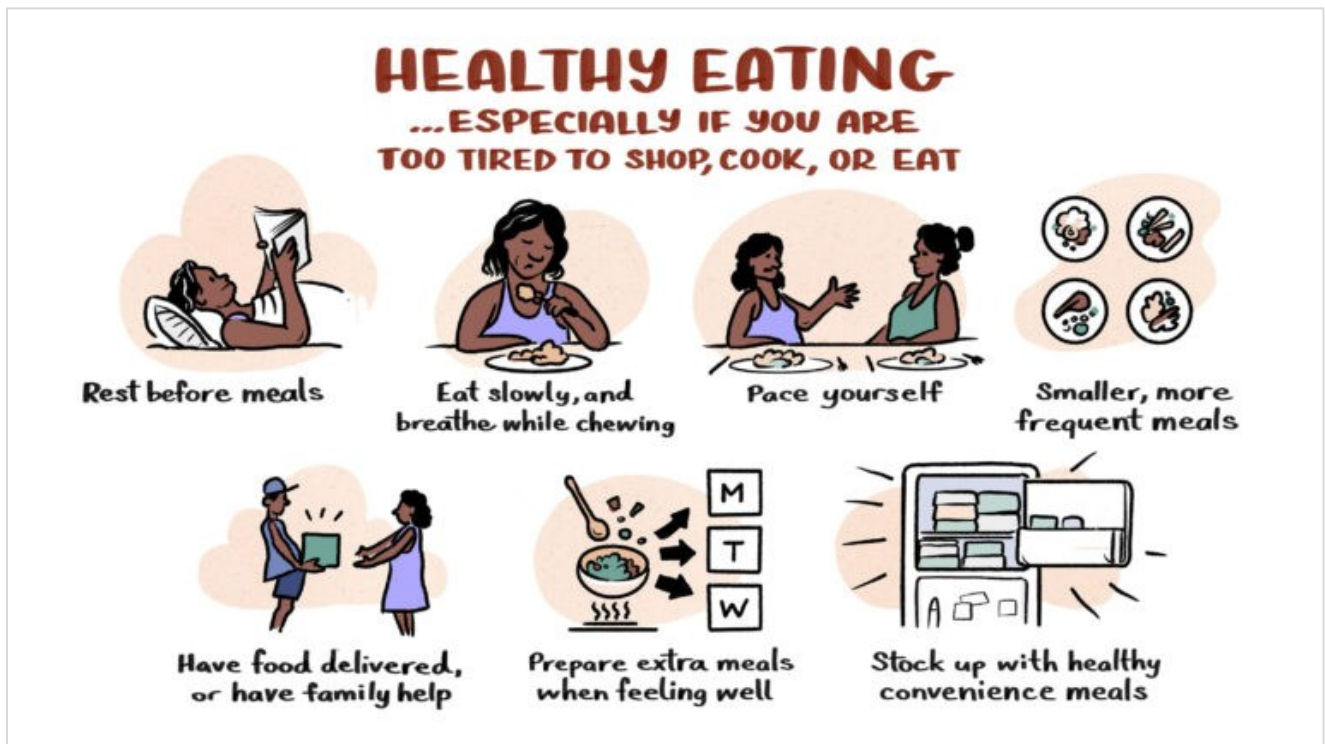 HEALTHY EATING
...ESPECIALLY IF YOU ARE
TOO TIRED TO SHOP, COOK, OR EAT
Rest before meals
Eat slowly, and
breathe while chewing
Pace yourself
Smaller, more
frequent meals
Have food delivered,
or have family help
M
T
W
Prepare extra meals
when feeling well
Stock up with healthy
convenience meals